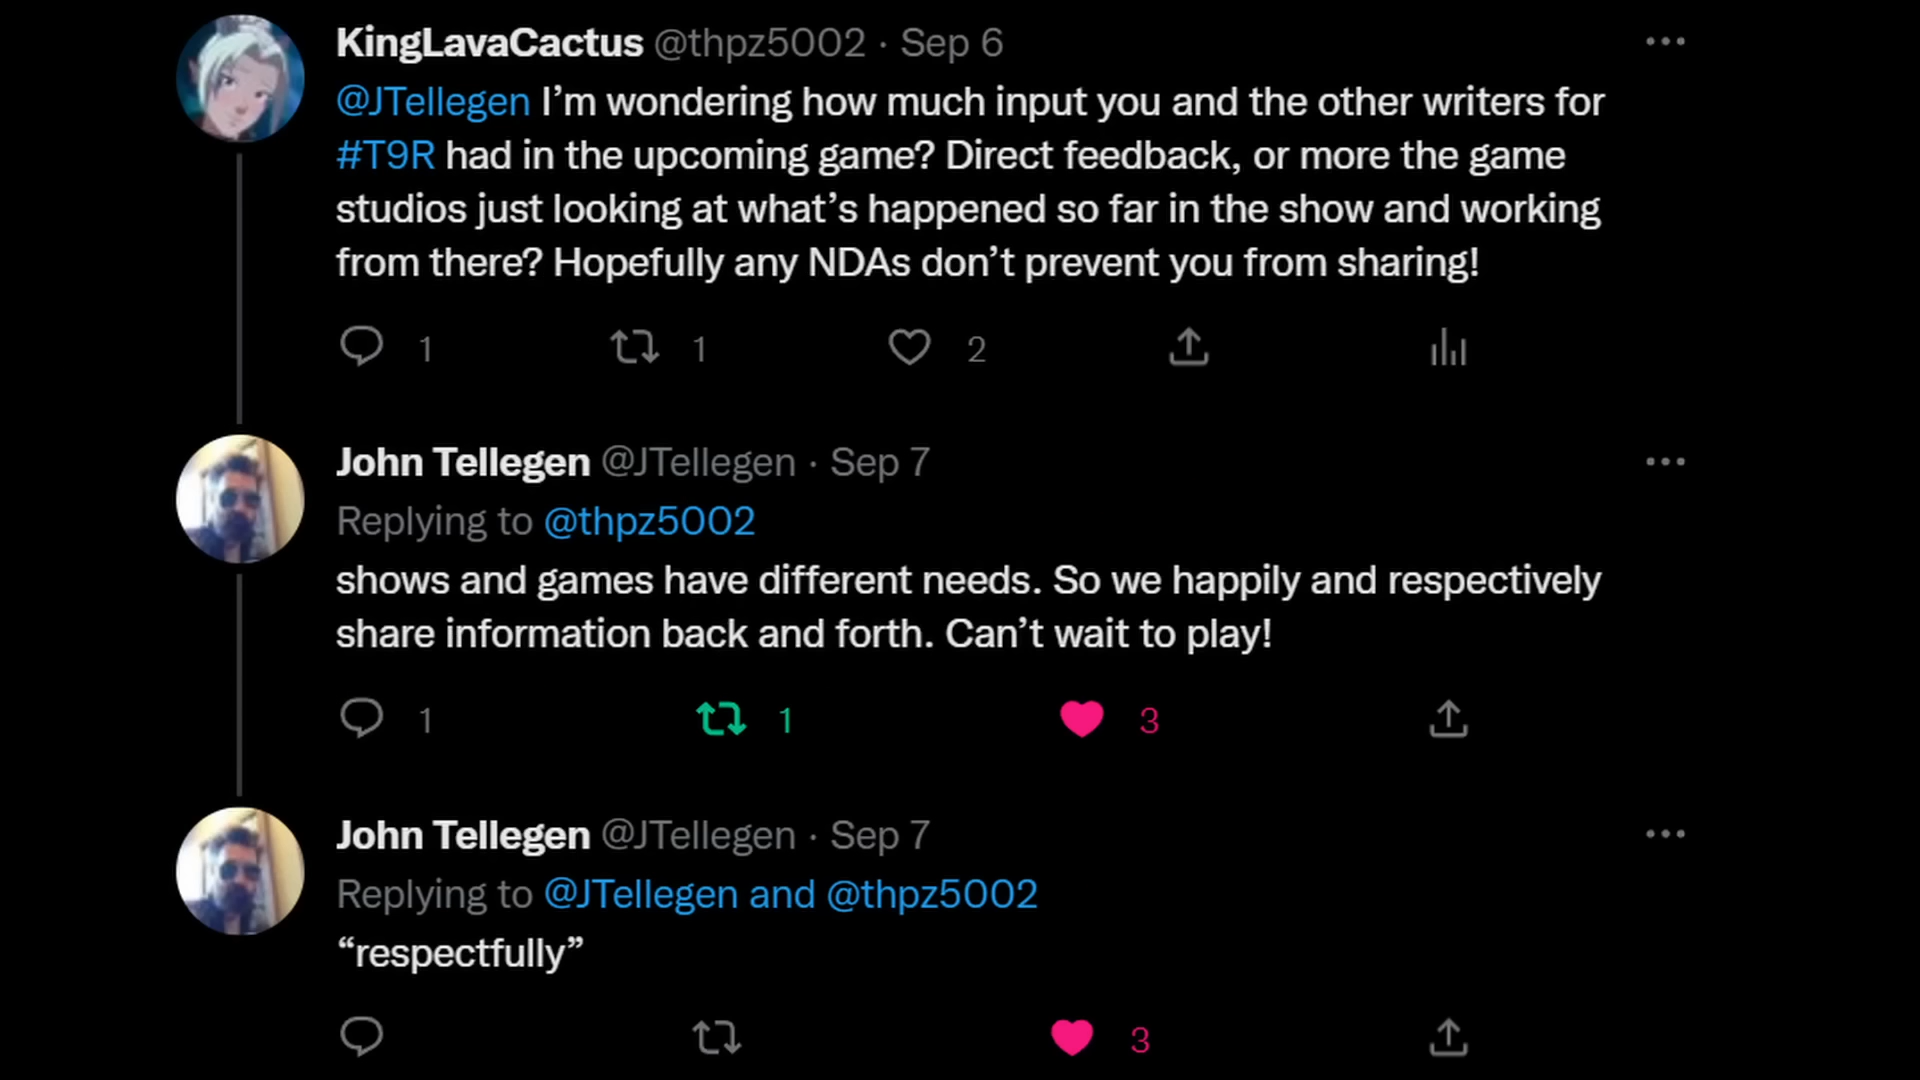 KingLavaCactus @thpz5002 · Sep 6
@JTellegen I’m wondering how much input you and the other writers for
#T9R had in the upcoming game? Direct feedback, or more the game
studios just looking at what’s happened so far in the show and working
from there? Hopefully any NDAs don’t prevent you from sharing!
1 1 2
John Tellegen @JTellegen · Sep 7
Replying to @thpz5002
shows and games have different needs. So we happily and respectively
share information back and forth. Can’t wait to play!
1 1 3
John Tellegen @JTellegen · Sep 7
Replying to @JTellegen and @thpz5002
“respectfully”
3